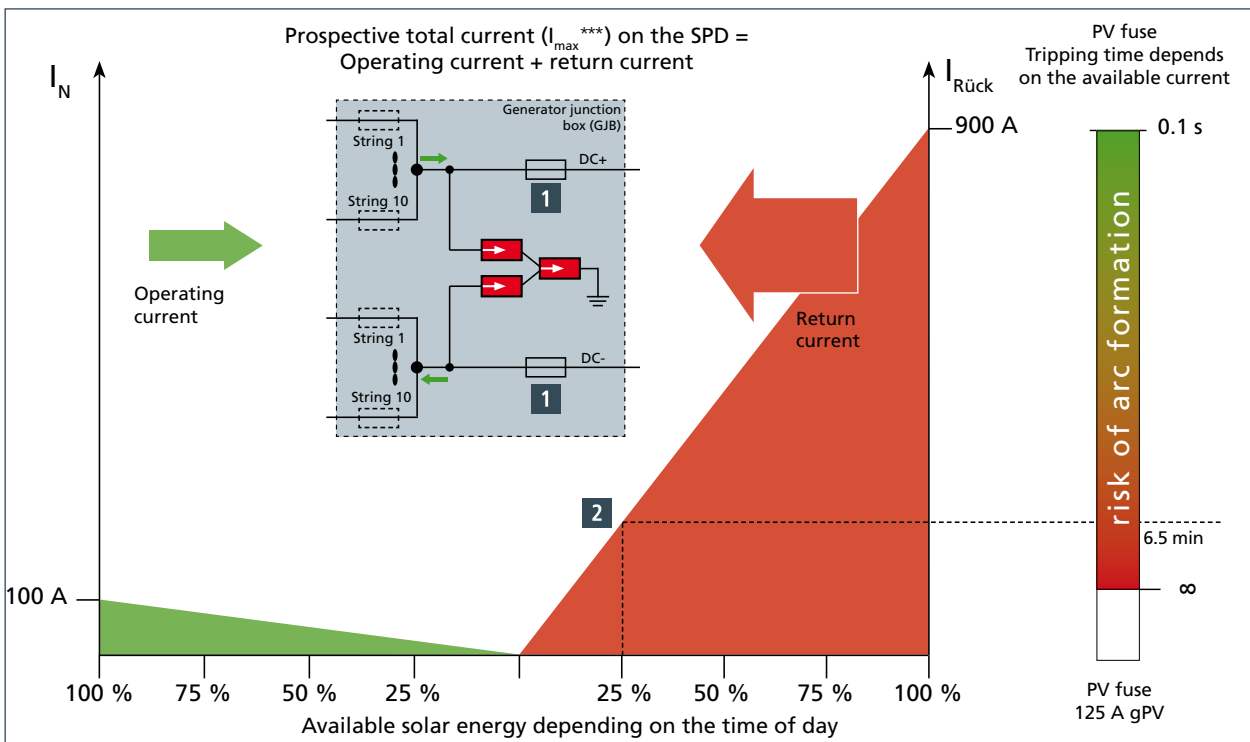 Prospective total current (Imax***) on the SPD =
Operating current + return current
PV fuse
Tripping time depends
on the available current
IN
IRück
Generator junction
box (GJB)
String 1
DC+
1
String 10
900 A
0.1 s
Operating
current
Return
current
String 1
DC-
1
String 10
risk of arc formation
2
6.5 min
100 A
∞
100 %
75 %
50 %
25 %
25 %
50 %
75 %
100 %
Available solar energy depending on the time of day
PV fuse
125 A gPV